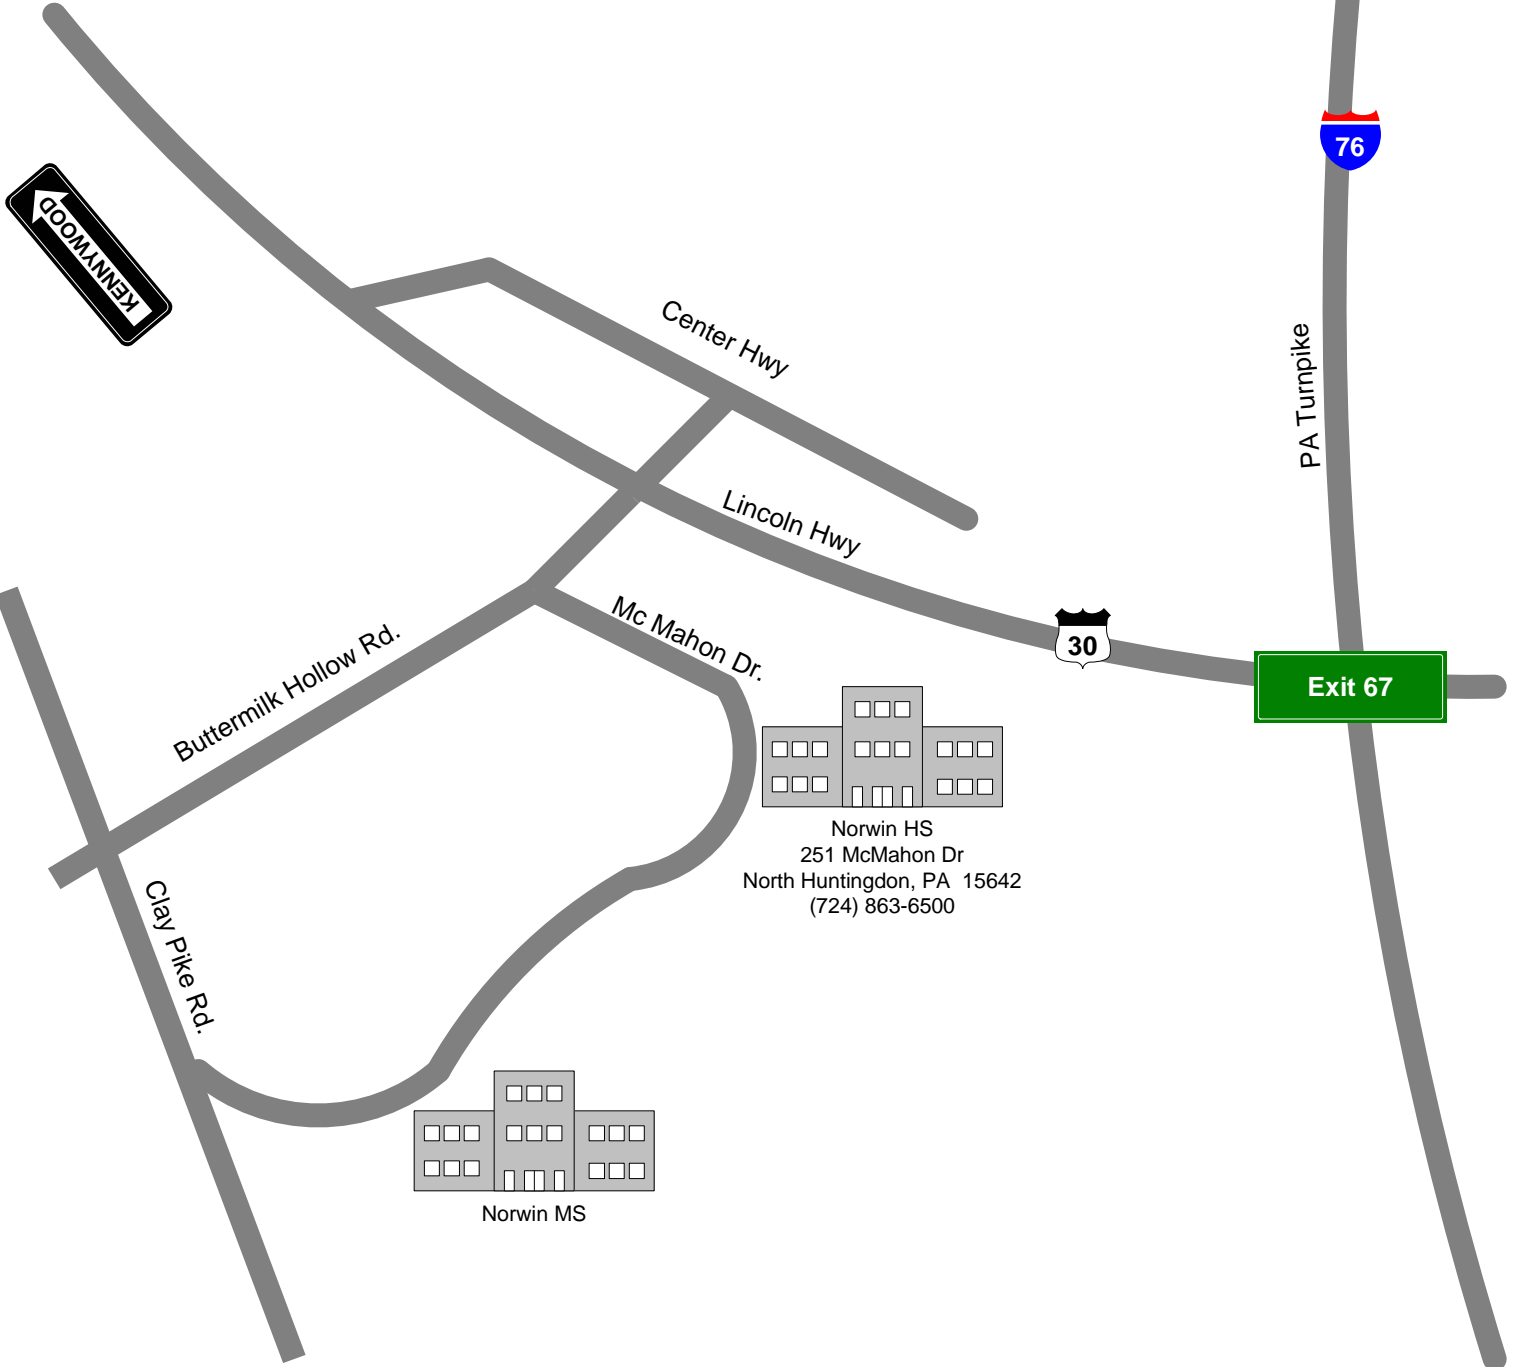 76
KENNYWOOD
Center Hwy
PA Turnpike
Lincoln Hwy
Mc Mahon Dr.
30
Buttermilk Hollow Rd.
Exit 67
Norwin HS
251 McMahon Dr
North Huntingdon, PA  15642
(724) 863-6500
Clay Pike Rd.
Norwin MS